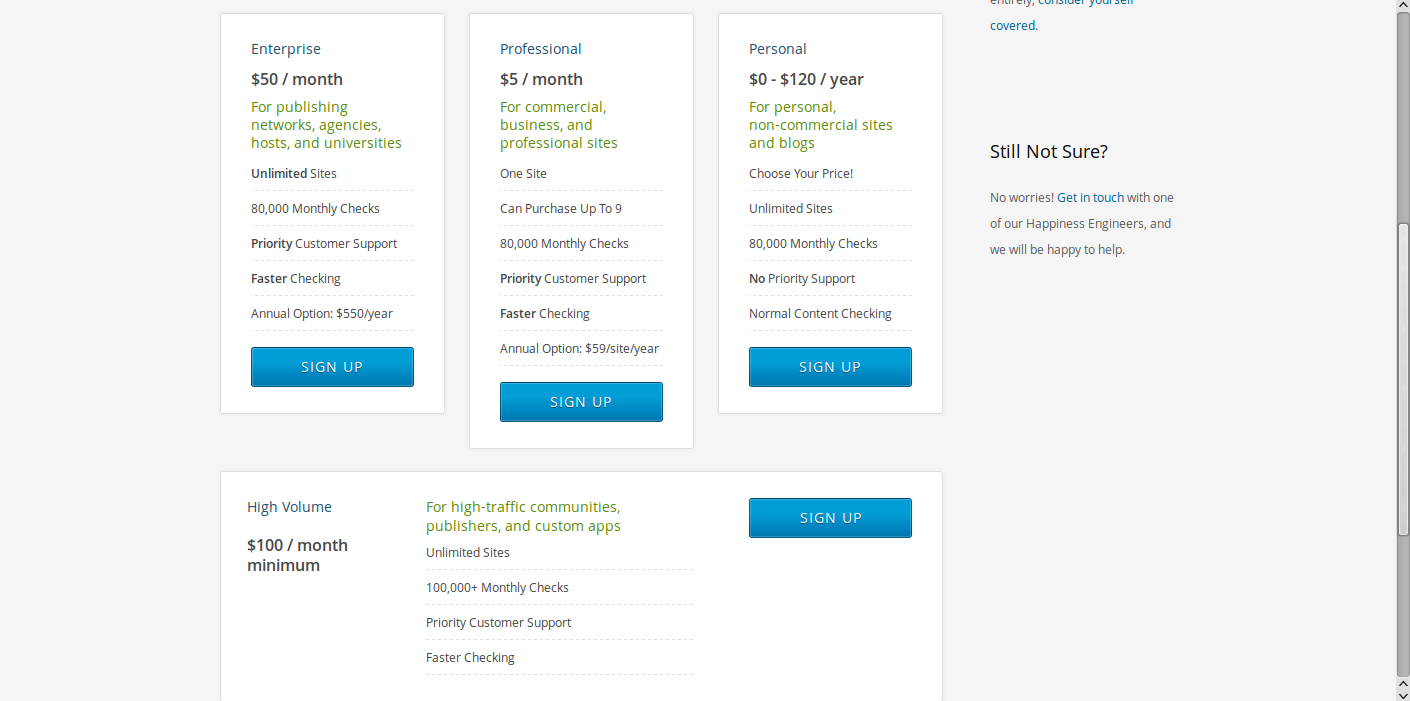 entirely, consider yourself
covered.
Enterprise
$50 / month
For publishing
networks, agencies,
hosts, and universities
Unlimited Sites
80,000 Monthly Checks
Priority Customer Support
Faster Checking
Annual Option: $550/year
SIGN UP
Professional
$5 / month
For commercial,
business, and
professional sites
One Site
Can Purchase Up To 9
80,000 Monthly Checks
Priority Customer Support
Faster Checking
Annual Option: $59/site/year
SIGN UP
Personal
$0 - $120 / year
For personal,
non-commercial sites
and blogs
Choose Your Price!
Unlimited Sites
80,000 Monthly Checks
No Priority Support
Normal Content Checking
SIGN UP
Still Not Sure?
No worries! Get in touch with one
of our Happiness Engineers, and
we will be happy to help.
High Volume
$100 / month
minimum
For high-traffic communities,
publishers, and custom apps
Unlimited Sites
100,000+ Monthly Checks
Priority Customer Support
Faster Checking
SIGN UP